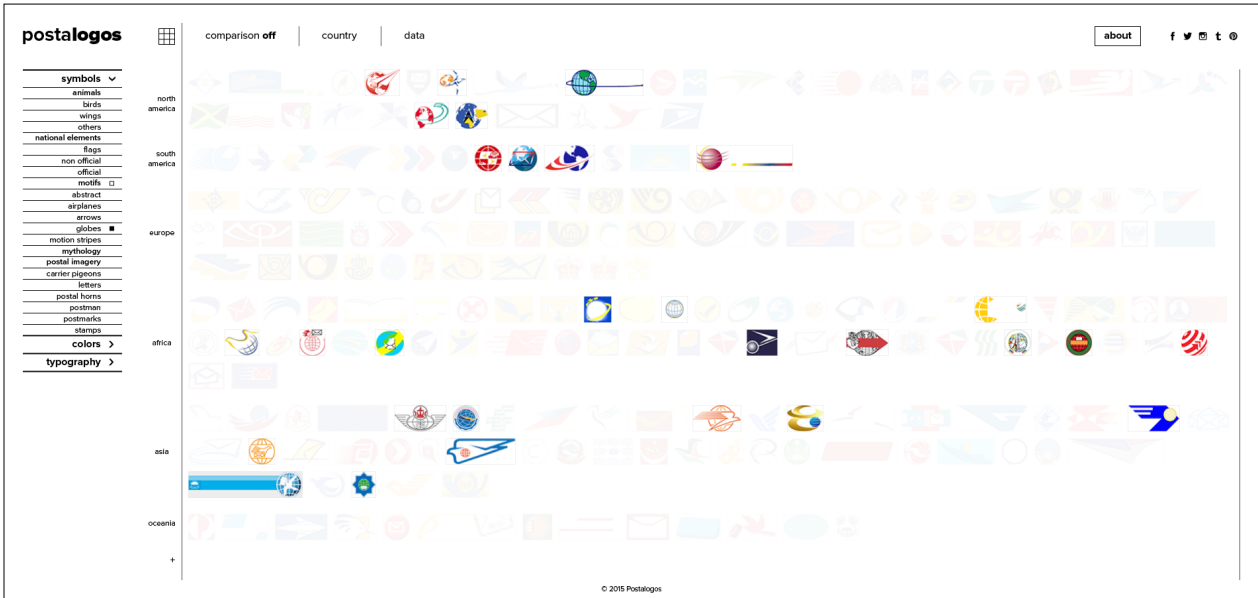 postalogos
comparison off
country
data
about
symbols
animals
birds
wings
others
national elements
flags
non official
official
motifs
abstract
airplanes
arrows
globes
motion stripes
mythology
postal imagery
carrier pigeons
letters
postal horns
postman
postmarks
stamps
colors
typography
north
america
south
america
europe
africa
asia
oceania
+
© 2015 Postalogos